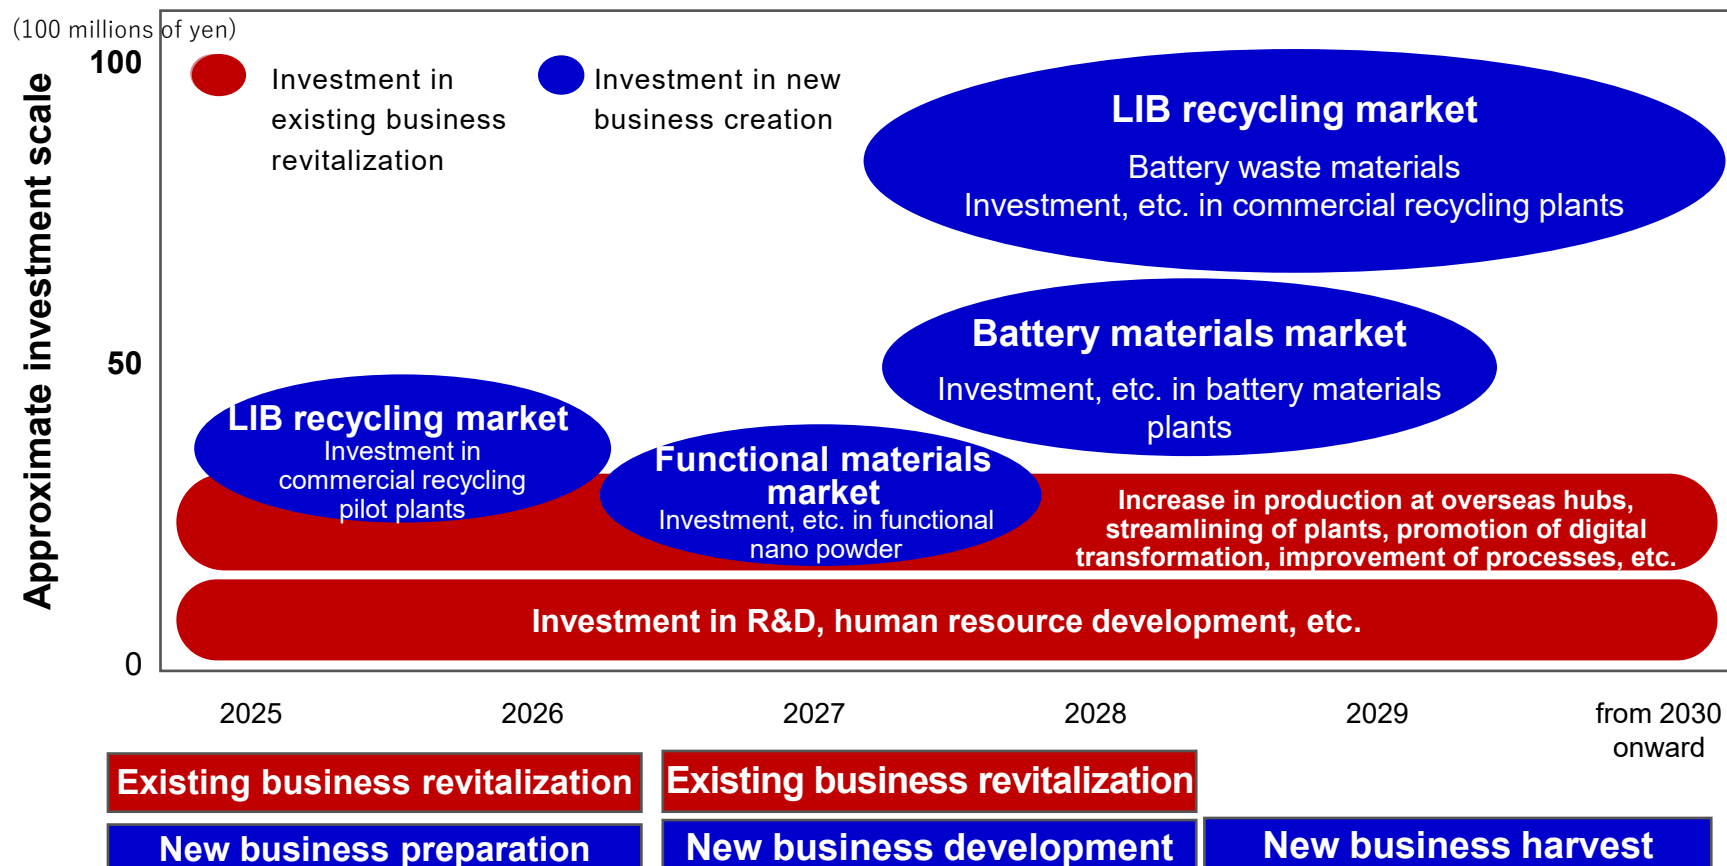 (100 millions of yen)
Approximate investment scale
100
50
0
Investment in
existing business
revitalization
Investment in new
business creation
LIB recycling market
Battery waste materials
Investment, etc. in commercial recycling plants
Battery materials market
Investment, etc. in battery materials
plants
LIB recycling market
Investment in
commercial recycling
pilot plants
Functional materials
market
Investment, etc. in functional
nano powder
Increase in production at overseas hubs,
streamlining of plants, promotion of digital
transformation, improvement of processes, etc.
Investment in R&D, human resource development, etc.
2025
2026
2027
2028
2029
from 2030
onward
Existing business revitalization
Existing business revitalization
New business preparation
New business development
New business harvest